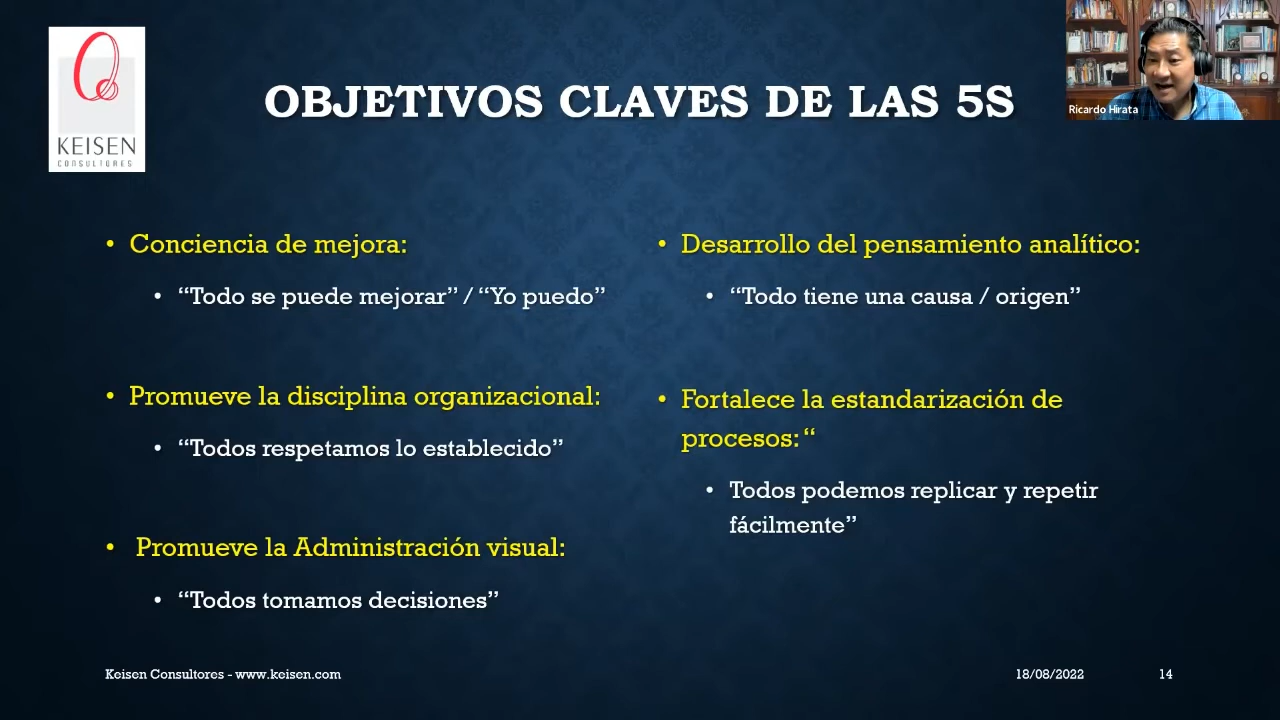 KEISEN
CONSULTORES
OBJETIVOS CLAVES DE LAS 5S
Ricardo Hirata
• Conciencia de mejora:
• “Todo se puede mejorar” / “Yo puedo”
• Promueve la disciplina organizacional:
• “Todos respetamos lo establecido”
• Promueve la Administración visual:
• “Todos tomamos decisiones”
• Desarrollo del pensamiento analítico:
• “Todo tiene una causa / origen”
• Fortalece la estandarización de
procesos: “
• Todos podemos replicar y repetir
fácilmente”
Keisen Consultores - www.keisen.com
18/08/2022
14